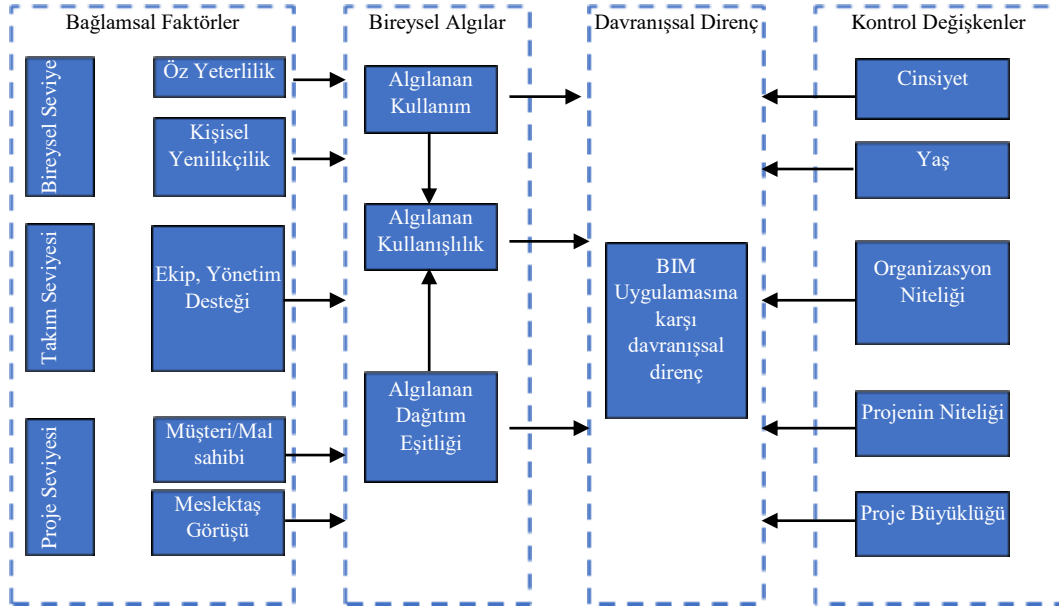 Bağlamsal Faktörler
Bireysel Seviye
Öz Yeterlilik
Kişisel
Yenilikçilik
Takım Seviyesi
Ekip, Yönetim
Desteği
Proje Seviyesi
Müşteri/Mal
sahibi
Meslektaş
Görüşü
Bireysel Algılar
Algılanan
Kullanım
Algılanan
Kullanışlılık
Algılanan
Dağıtım
Eşitliği
Davranışsal Direnç
BIM
Uygulamasına
karşı
davranışsal
direnç
Kontrol Değişkenler
Cinsiyet
Yaş
Organizasyon
Niteliği
Projenin Niteliği
Proje Büyüklüğü